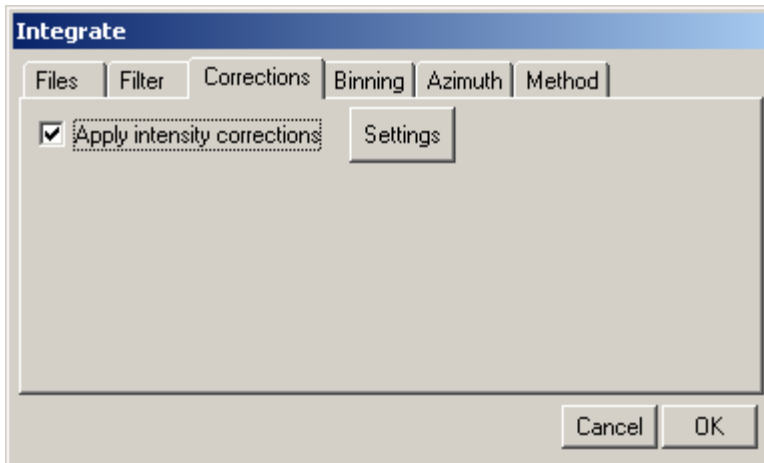 Integrate
Files Filter Corrections Binning Azimuth Method
Apply intensity corrections Settings
Cancel OK